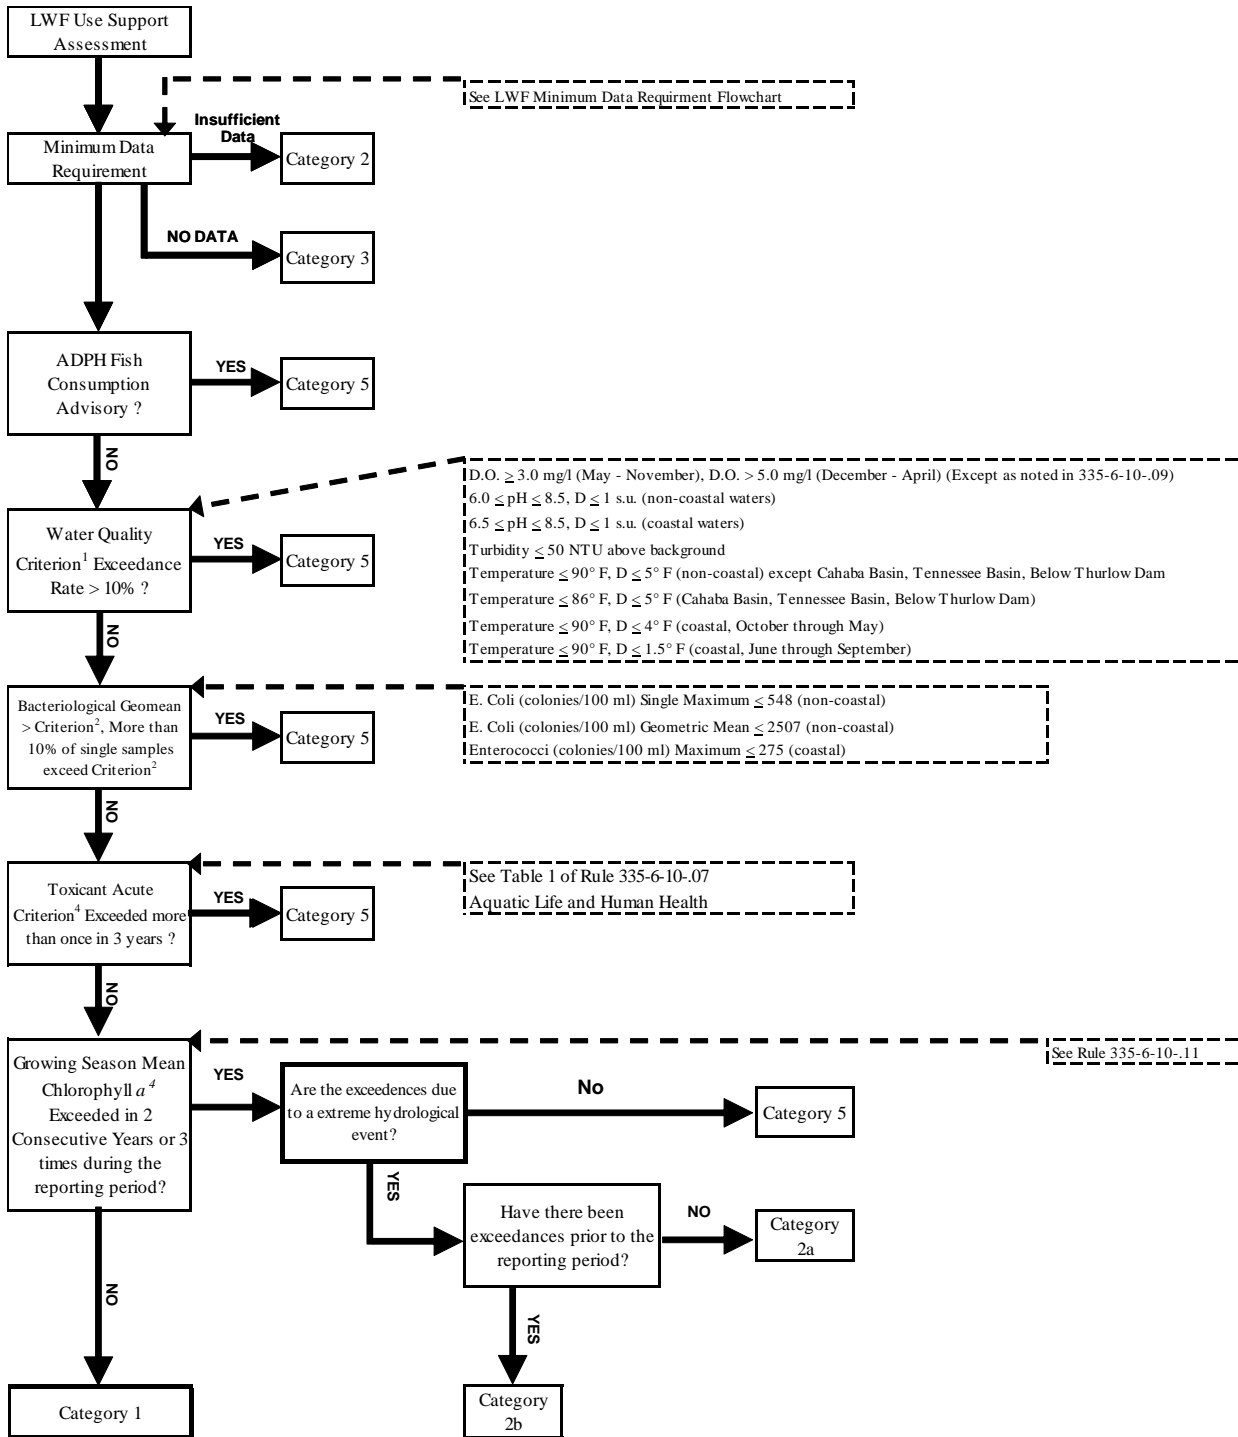 LWF Use Support
Assessment
See LWF Minimum Data Requirment Flowchart
Insufficient
Data
Minimum Data
Requirement
Category 2
NO DATA
Category 3
ADPH Fish
Consumption
Advisory ?
YES
Category 5
NO
D.O. ≥ 3.0 mg/l (May - November), D.O. > 5.0 mg/l (December - April) (Except as noted in 335-6-10-.09)
6.0 ≤ pH ≤ 8.5, D ≤ 1 s.u. (non-coastal waters)
6.5 ≤ pH ≤ 8.5, D ≤ 1 s.u. (coastal waters)
Turbidity ≤ 50 NTU above background
Temperature ≤ 90° F, D ≤ 5° F (non-coastal) except Cahaba Basin, Tennessee Basin, Below Thurlow Dam
Temperature ≤ 86° F, D ≤ 5° F (Cahaba Basin, Tennessee Basin, Below Thurlow Dam)
Temperature ≤ 90° F, D ≤ 4° F (coastal, October through May)
Temperature ≤ 90° F, D ≤ 1.5° F (coastal, June through September)
Water Quality
Criterion¹ Exceedance
Rate > 10% ?
YES
Category 5
NO
Bacteriological Geomean
> Criterion², More than
10% of single samples
exceed Criterion²
YES
Category 5
E. Coli (colonies/100 ml) Single Maximum ≤ 548 (non-coastal)
E. Coli (colonies/100 ml) Geometric Mean ≤ 2507 (non-coastal)
Enterococci (colonies/100 ml) Maximum ≤ 275 (coastal)
NO
Toxicant Acute
Criterion⁴ Exceeded more
than once in 3 years ?
YES
Category 5
See Table 1 of Rule 335-6-10-.07
Aquatic Life and Human Health
NO
See Rule 335-6-10-.11
Growing Season Mean
Chlorophyll a⁴
Exceeded in 2
Consecutive Years or 3
times during the
reporting period?
YES
Are the exceedences due
to a extreme hydrological
event?
No
Category 5
YES
Have there been
exceedances prior to the
reporting period?
NO
Category
2a
NO
YES
Category 1
Category
2b